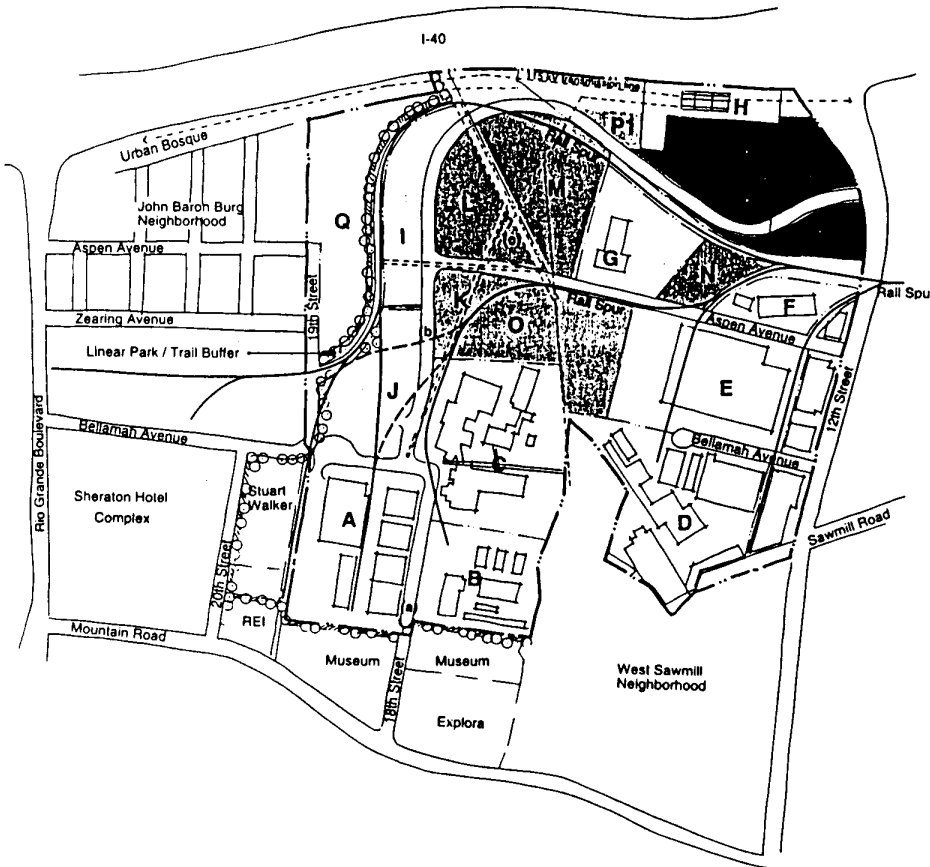 I-40
H
P1
Urban Bosque
Rail Spur
M
John Baron Burg
Neighborhood
Q
L
I
G
Aspen Avenue
N
19th Street
K
Rail Spur
F
Rail Spu
O
Zearing Avenue
Aspen Avenue
b
Linear Park / Trail Buffer
J
E
12th Street
Bellamah Avenue
Bellamah Avenue
Rio Grande Boulevard
Sheraton Hotel
Complex
Stuart
Walker
C
A
D
Sawmill Road
20th Street
B
a
REI
Mountain Road
Museum
Museum
18th Street
West Sawmill
Neighborhood
Explora